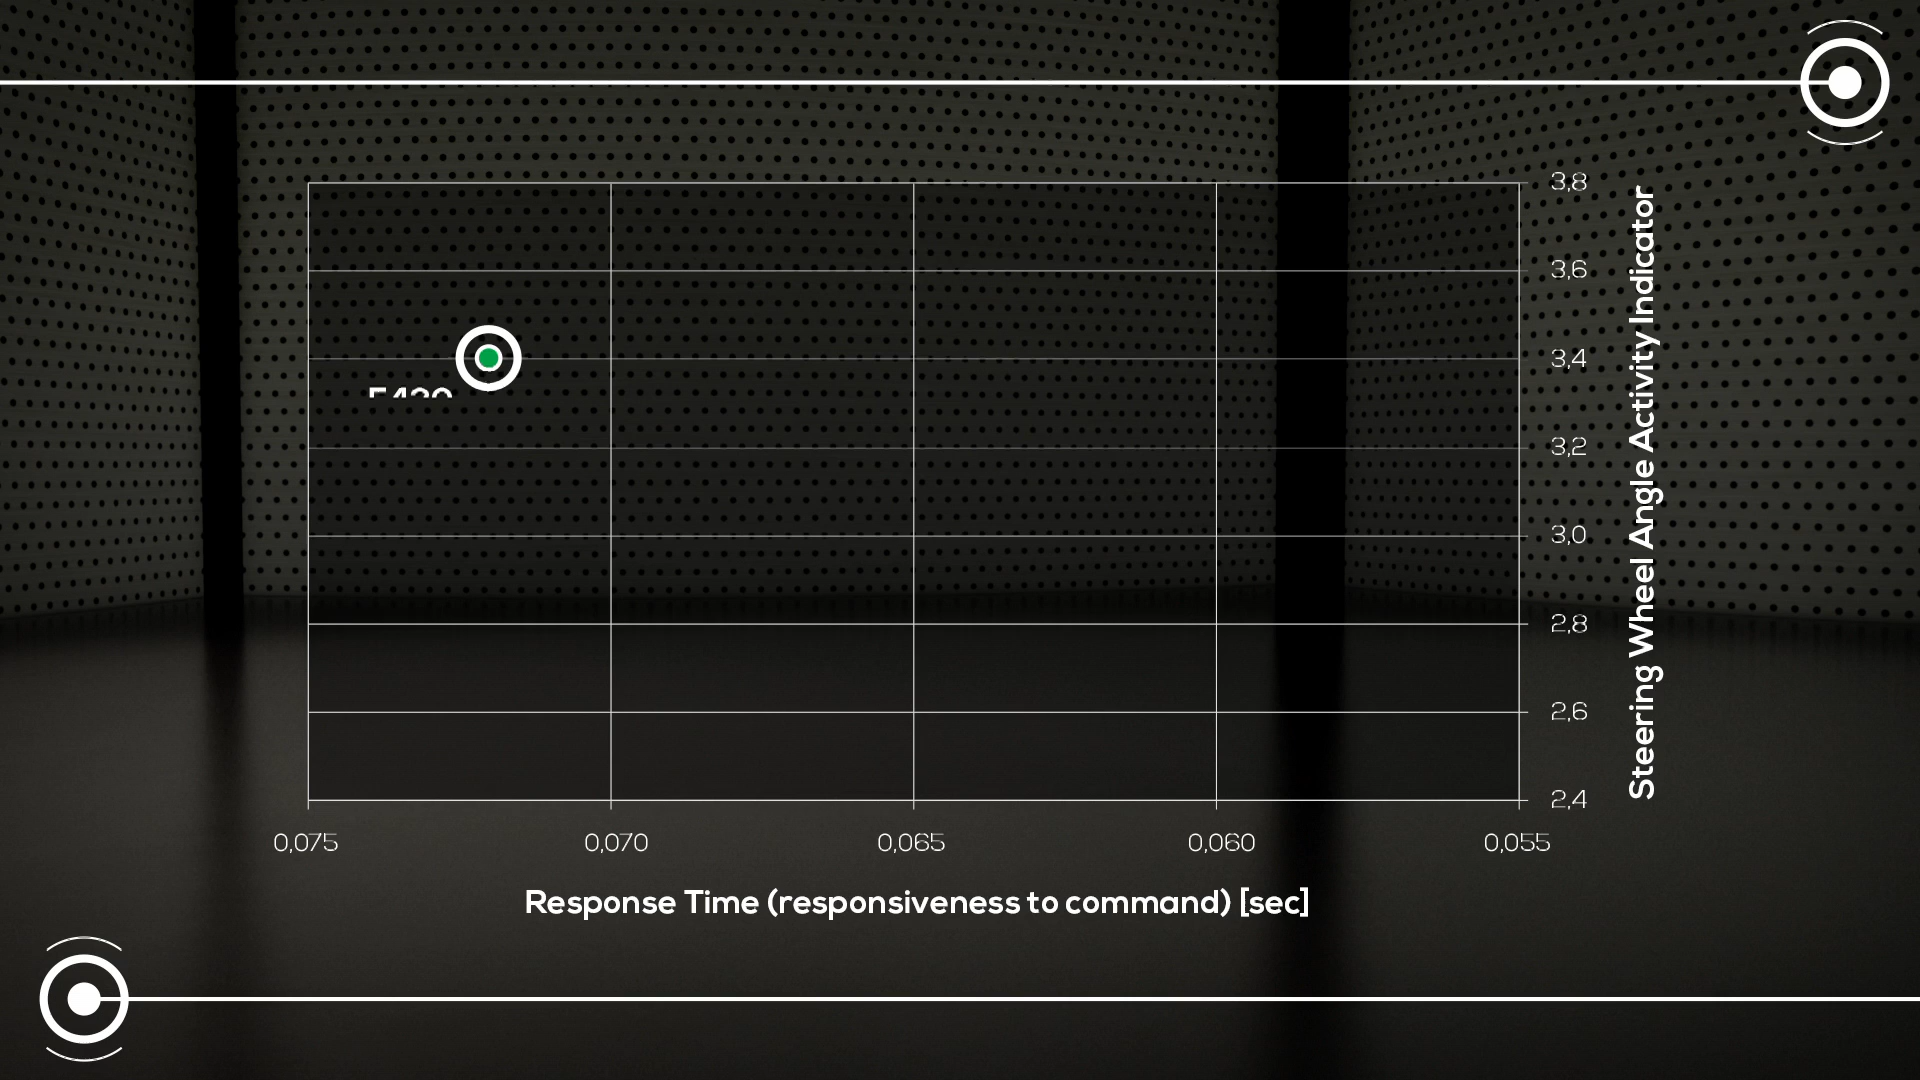 3,8
3,6
3,4
3,2
3,0
2,8
2,6
2,4
Steering Wheel Angle Activity Indicator
0,075 0,070 0,065 0,060 0,055
Response Time (responsiveness to command) [sec]